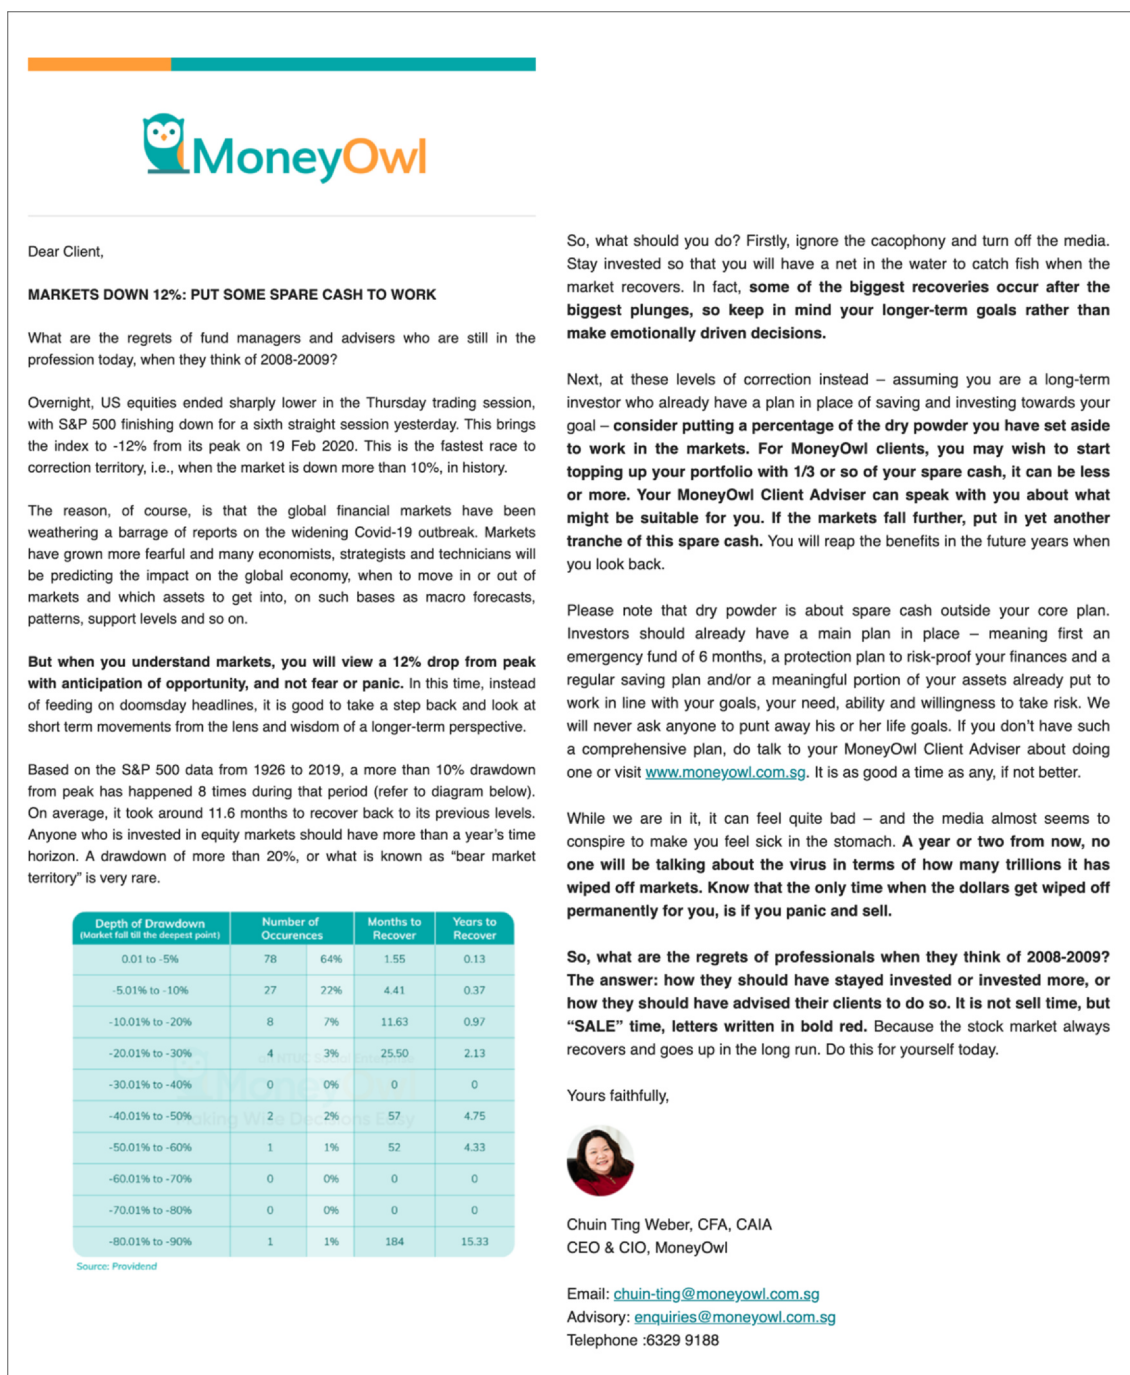 MoneyOwl
Dear Client,
MARKETS DOWN 12%: PUT SOME SPARE CASH TO WORK
What are the regrets of fund managers and advisers who are still in the
profession today, when they think of 2008-2009?
Overnight, US equities ended sharply lower in the Thursday trading session,
with S&P 500 finishing down for a sixth straight session yesterday. This brings
the index to -12% from its peak on 19 Feb 2020. This is the fastest race to
correction territory, i.e., when the market is down more than 10%, in history.
The reason, of course, is that the global financial markets have been
weathering a barrage of reports on the widening Covid-19 outbreak. Markets
have grown more fearful and many economists, strategists and technicians will
be predicting the impact on the global economy, when to move in or out of
markets and which assets to get into, on such bases as macro forecasts,
patterns, support levels and so on.
But when you understand markets, you will view a 12% drop from peak
with anticipation of opportunity, and not fear or panic. In this time, instead
of feeding on doomsday headlines, it is good to take a step back and look at
short term movements from the lens and wisdom of a longer-term perspective.
Based on the S&P 500 data from 1926 to 2019, a more than 10% drawdown
from peak has happened 8 times during that period (refer to diagram below).
On average, it took around 11.6 months to recover back to its previous levels.
Anyone who is invested in equity markets should have more than a year's time
horizon. A drawdown of more than 20%, or what is known as “bear market
territory” is very rare.
Depth of Drawdown Number of Months to Years to
(Market fall till the deepest point) Occurences Recover Recover
0.01 to -5% 78 64% 1.55 0.13
-5.01% to -10% 27 22% 4.41 0.37
-10.01% to -20% 8 7% 11.63 0.97
-20.01% to -30% 4 3% 25.50 2.13
-30.01% to -40% 0 0% 0 0
-40.01% to -50% 2 2% 57 4.75
-50.01% to -60% 1 1% 52 4.33
-60.01% to -70% 0 0% 0 0
-70.01% to -80% 0 0% 0 0
-80.01% to -90% 1 1% 184 15.33
MoneyOwl
Making Wise Decisions Easy
Source: Providend
So, what should you do? Firstly, ignore the cacophony and turn off the media.
Stay invested so that you will have a net in the water to catch fish when the
market recovers. In fact, some of the biggest recoveries occur after the
biggest plunges, so keep in mind your longer-term goals rather than
make emotionally driven decisions.
Next, at these levels of correction instead – assuming you are a long-term
investor who already have a plan in place of saving and investing towards your
goal – consider putting a percentage of the dry powder you have set aside
to work in the markets. For MoneyOwl clients, you may wish to start
topping up your portfolio with 1/3 or so of your spare cash, it can be less
or more. Your MoneyOwl Client Adviser can speak with you about what
might be suitable for you. If the markets fall further, put in yet another
tranche of this spare cash. You will reap the benefits in the future years when
you look back.
Please note that dry powder is about spare cash outside your core plan.
Investors should already have a main plan in place – meaning first an
emergency fund of 6 months, a protection plan to risk-proof your finances and a
regular saving plan and/or a meaningful portion of your assets already put to
work in line with your goals, your need, ability and willingness to take risk. We
will never ask anyone to punt away his or her life goals. If you don't have such
a comprehensive plan, do talk to your MoneyOwl Client Adviser about doing
one or visit www.moneyowl.com.sg. It is as good a time as any, if not better.
While we are in it, it can feel quite bad – and the media almost seems to
conspire to make you feel sick in the stomach. A year or two from now, no
one will be talking about the virus in terms of how many trillions it has
wiped off markets. Know that the only time when the dollars get wiped off
permanently for you, is if you panic and sell.
So, what are the regrets of professionals when they think of 2008-2009?
The answer: how they should have stayed invested or invested more, or
how they should have advised their clients to do so. It is not sell time, but
“SALE” time, letters written in bold red. Because the stock market always
recovers and goes up in the long run. Do this for yourself today.
Yours faithfully,
Chuin Ting Weber, CFA, CAIA
CEO & CIO, MoneyOwl
Email: chuin-ting@moneyowl.com.sg
Advisory: enquiries@moneyowl.com.sg
Telephone :6329 9188